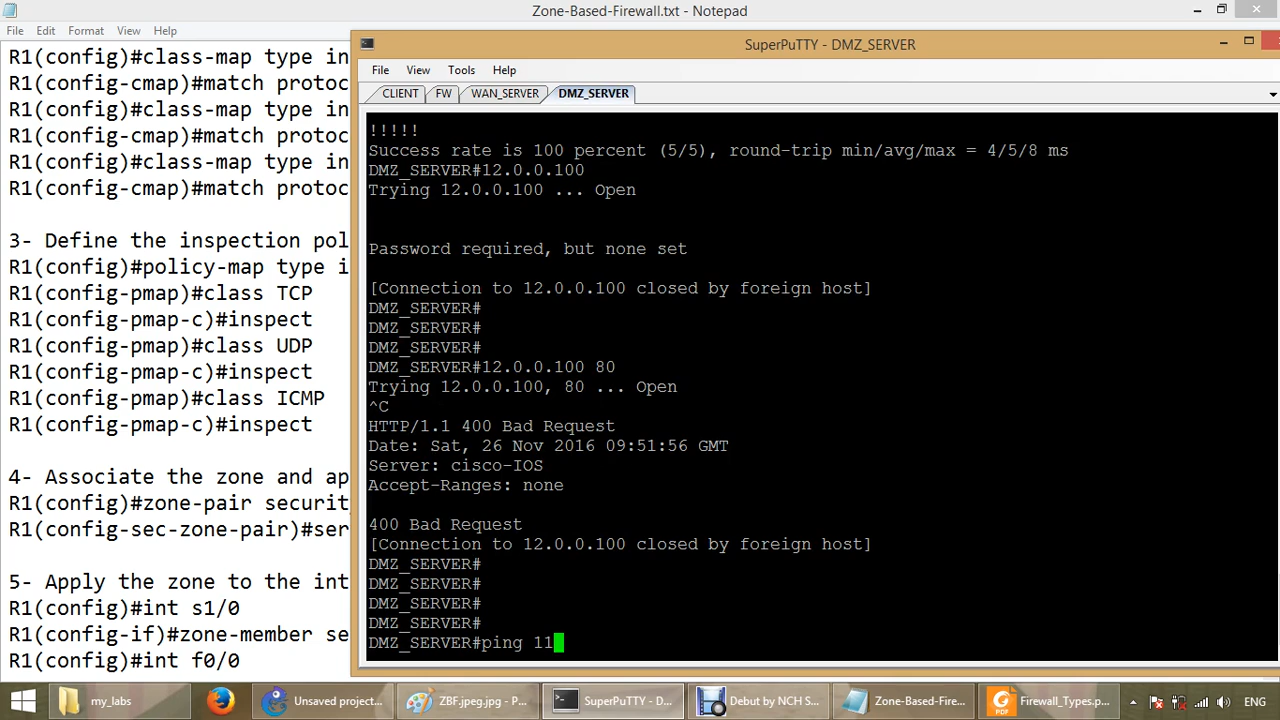 Zone-Based-Firewall.txt - Notepad
File Edit Format View Help
R1(config)#class-map type in
R1(config-cmap)#match protoc
R1(config)#class-map type in
R1(config-cmap)#match protoc
R1(config)#class-map type in
R1(config-cmap)#match protoc
3- Define the inspection pol
R1(config)#policy-map type i
R1(config-pmap)#class TCP
R1(config-pmap-c)#inspect
R1(config-pmap)#class UDP
R1(config-pmap-c)#inspect
R1(config-pmap)#class ICMP
R1(config-pmap-c)#inspect
4- Associate the zone and ap
R1(config)#zone-pair securit
R1(config-sec-zone-pair)#ser
5- Apply the zone to the int
R1(config)#int s1/0
R1(config-if)#zone-member se
R1(config)#int f0/0
SuperPuTTY - DMZ_SERVER
File View Tools Help
CLIENT FW WAN_SERVER DMZ_SERVER
!!!!!
Success rate is 100 percent (5/5), round-trip min/avg/max = 4/5/8 ms
DMZ_SERVER#12.0.0.100
Trying 12.0.0.100 ... Open
Password required, but none set
[Connection to 12.0.0.100 closed by foreign host]
DMZ_SERVER#
DMZ_SERVER#
DMZ_SERVER#
DMZ_SERVER#12.0.0.100 80
Trying 12.0.0.100, 80 ... Open
^C
HTTP/1.1 400 Bad Request
Date: Sat, 26 Nov 2016 09:51:56 GMT
Server: cisco-IOS
Accept-Ranges: none
400 Bad Request
[Connection to 12.0.0.100 closed by foreign host]
DMZ_SERVER#
DMZ_SERVER#
DMZ_SERVER#
DMZ_SERVER#
DMZ_SERVER#ping 11
my_labs Unsaved project... ZBF.jpeg.jpg - P... SuperPuTTY - D... Debut by NCH S... Zone-Based-Fire... Firewall_Types.p... ENG